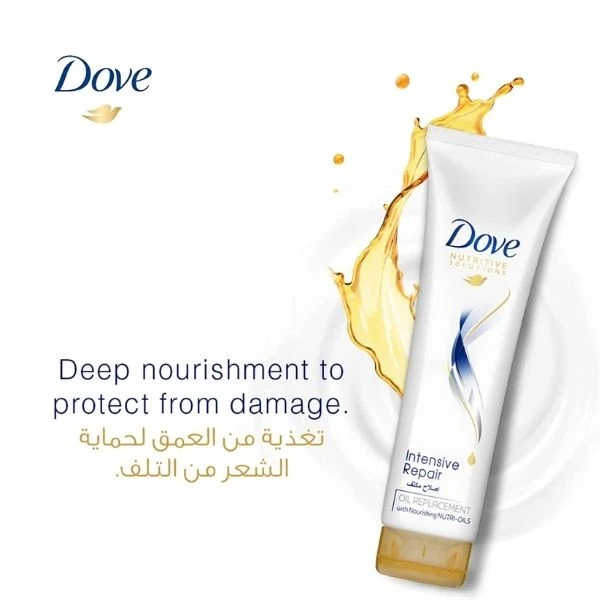 Dove
Deep nourishment to
protect from damage.
تغذية من العمق لحماية
الشعر من التلف.
Dove
NUTRITIVE
SOLUTIONS
Intensive
Repair
إصلاح مكثف
OIL REPLACEMENT
with Nourishing NUTRI-OILS